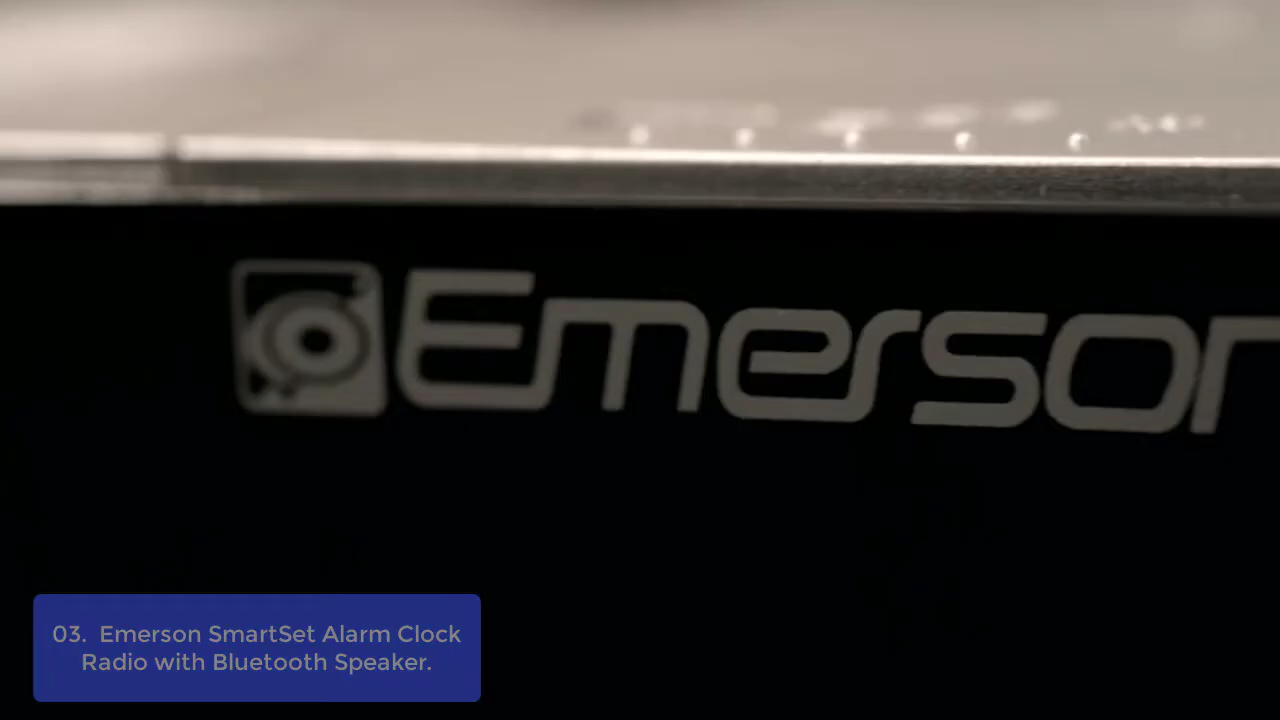 Emerson
03. Emerson SmartSet Alarm Clock
Radio with Bluetooth Speaker.